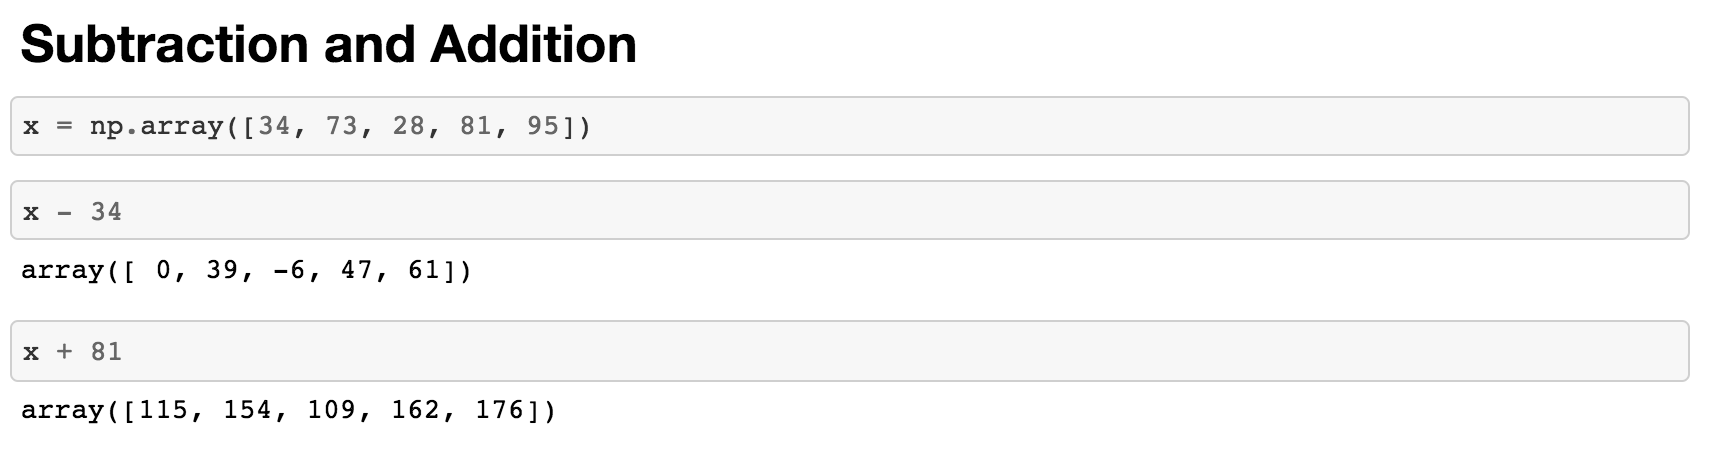 Subtraction and Addition
x = np.array([34, 73, 28, 81, 95])
x - 34
array([ 0, 39, -6, 47, 61])
x + 81
array([115, 154, 109, 162, 176])